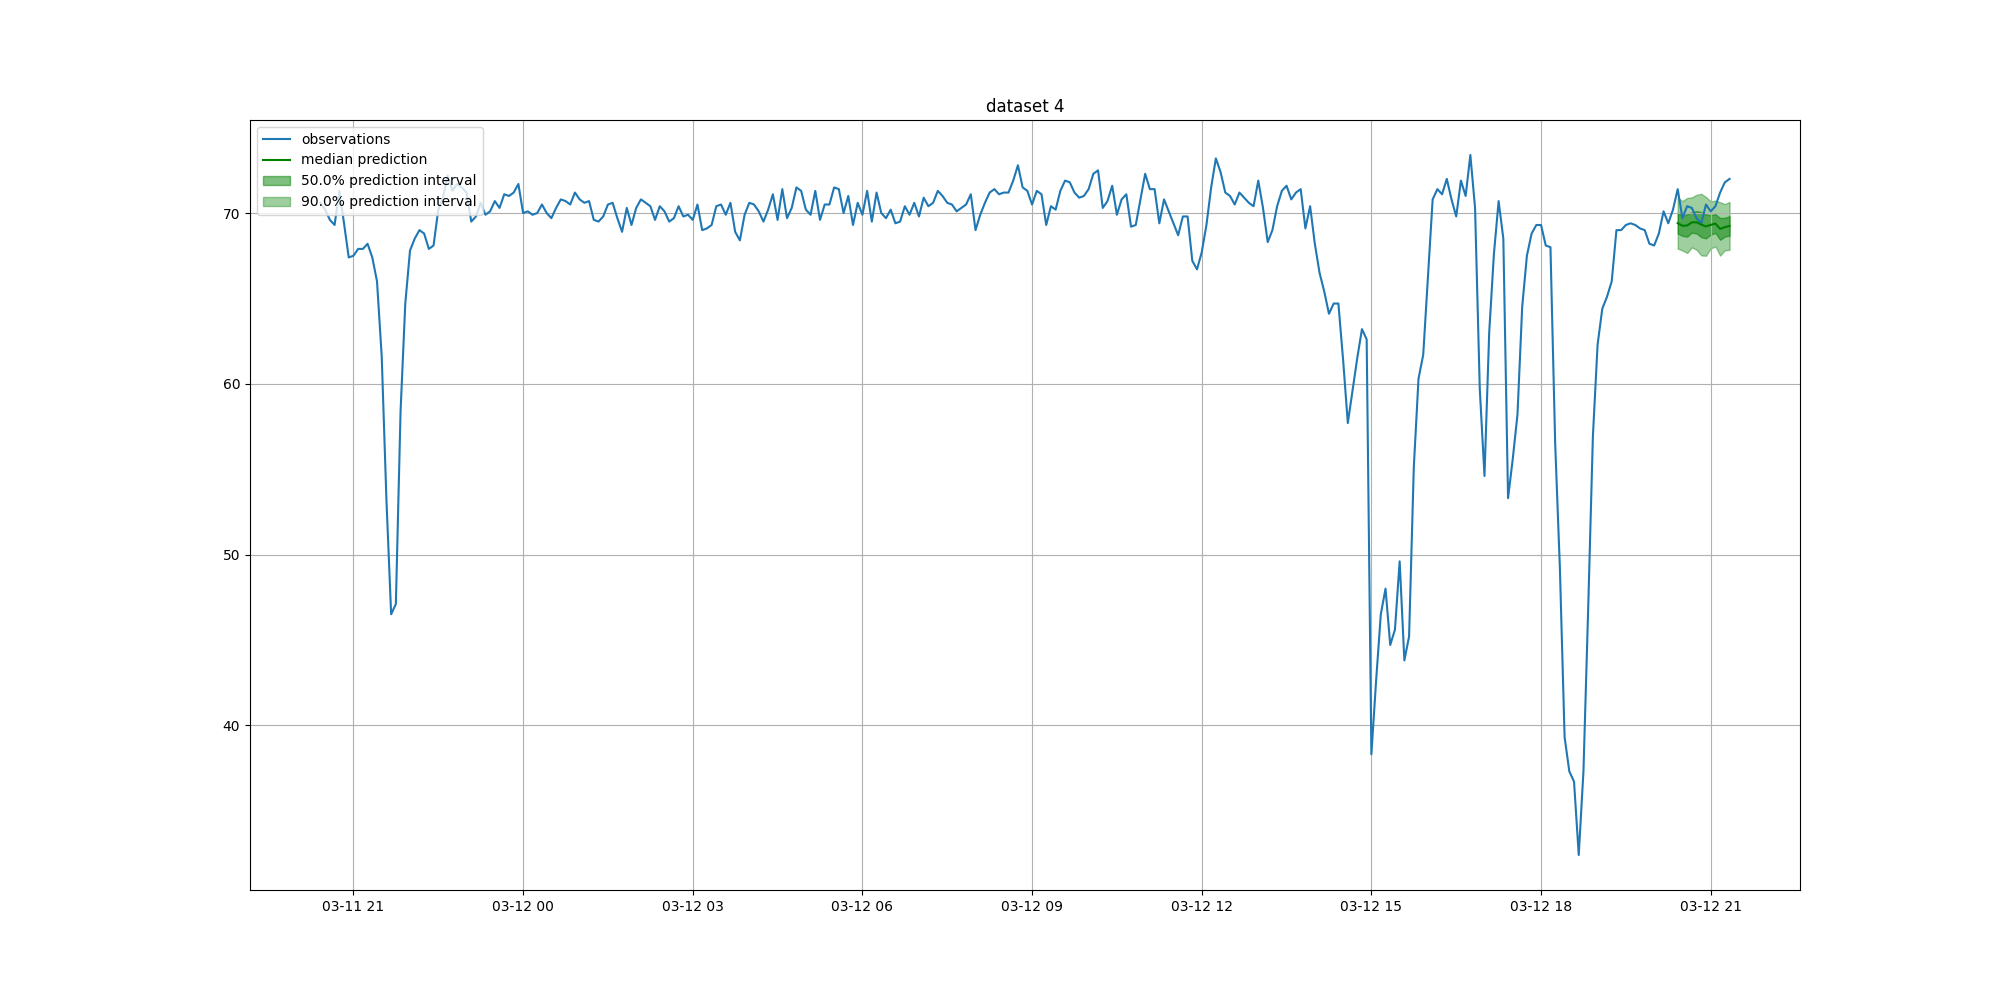 dataset 4
observations
median prediction
50.0% prediction interval
90.0% prediction interval
70
60
50
40
03-11 21
03-12 00
03-12 03
03-12 06
03-12 09
03-12 12
03-12 15
03-12 18
03-12 21